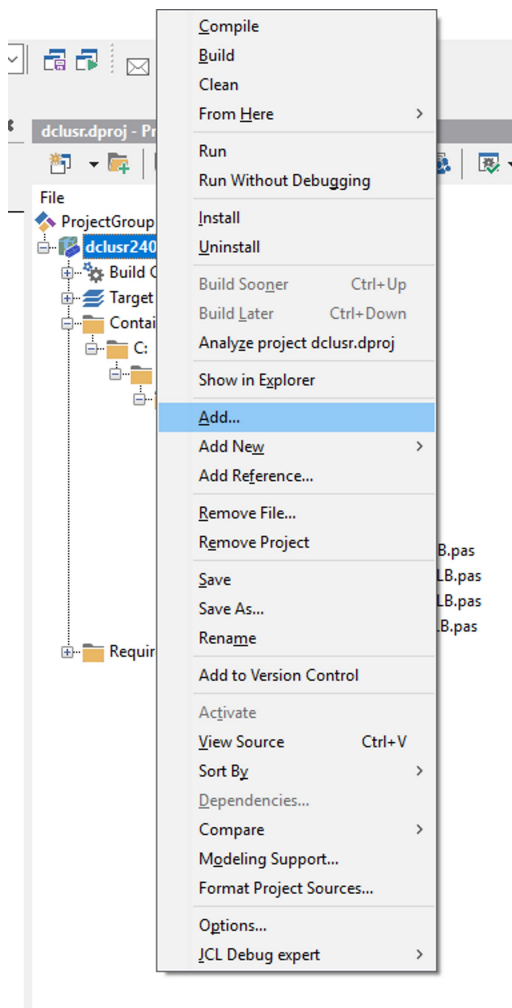 Compile
Build
Clean
From Here
dclusr.dproj - Pr
Run
Run Without Debugging
File
ProjectGroup
Install
dclusr240
Uninstall
Build
Build Sooner Ctrl+Up
Target
Build Later Ctrl+Down
Contai
Analyze project dclusr.dproj
C:
Show in Explorer
Add...
Add New
Add Reference...
Remove File...
Remove Project
B.pas
LB.pas
Save
LB.pas
Save As...
.B.pas
Rename
Requir
Add to Version Control
Activate
View Source Ctrl+V
Sort By
Dependencies...
Compare
Modeling Support...
Format Project Sources...
Options...
JCL Debug expert